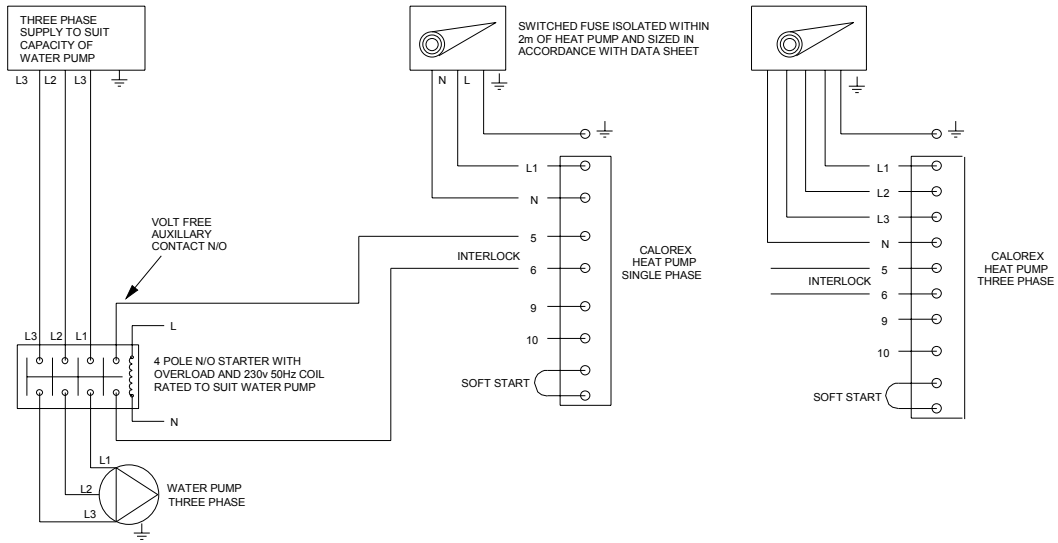 THREE PHASE
SUPPLY TO SUIT
CAPACITY OF
WATER PUMP
L3 L2 L3
SWITCHED FUSE ISOLATED WITHIN
2m OF HEAT PUMP AND SIZED IN
ACCORDANCE WITH DATA SHEET
N L
L1
N
5
INTERLOCK
6
9
10
SOFT START
CALOREX
HEAT PUMP
SINGLE PHASE
L1
L2
L3
N
5
INTERLOCK
6
9
10
SOFT START
CALOREX
HEAT PUMP
THREE PHASE
VOLT FREE
AUXILLARY
CONTACT N/O
L3 L2 L1
L
4 POLE N/O STARTER WITH
OVERLOAD AND 230v 50Hz COIL
RATED TO SUIT WATER PUMP
N
L1
L2
L3
WATER PUMP
THREE PHASE